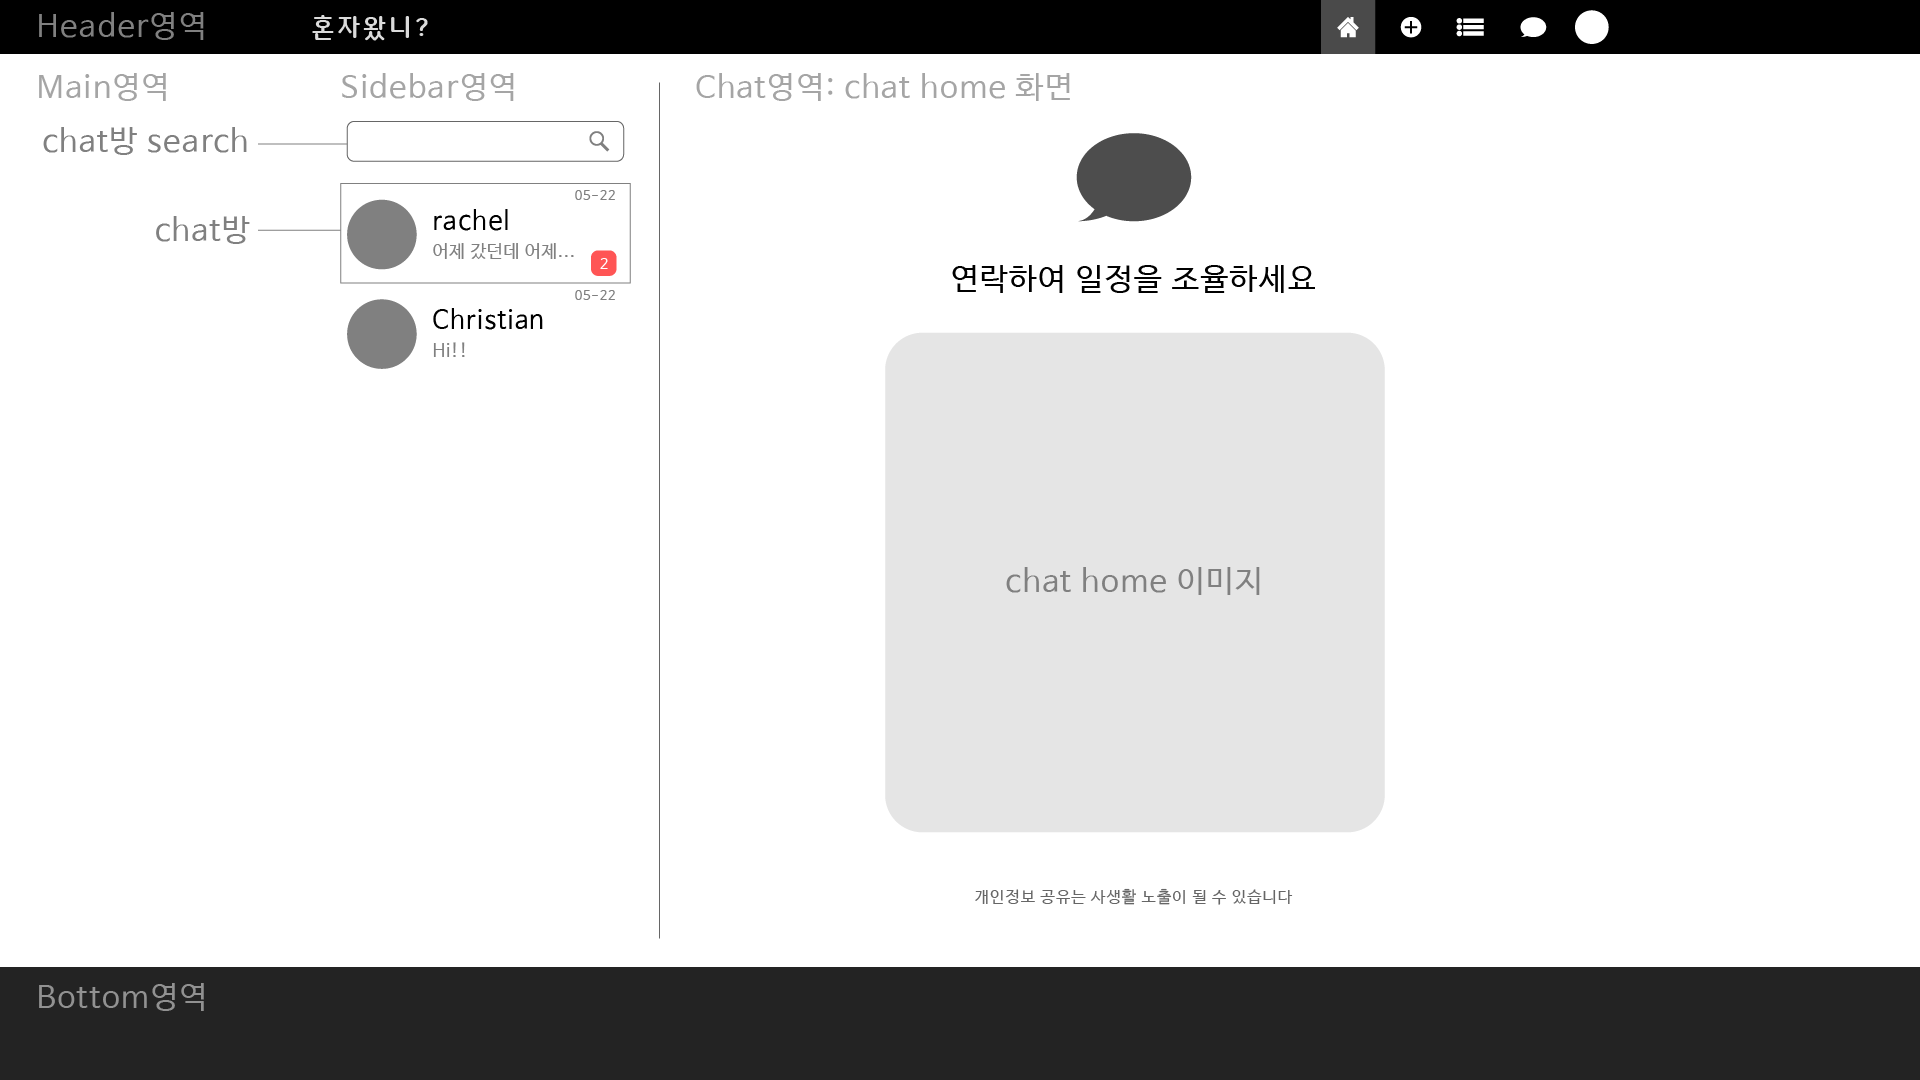 Header영역
혼자왔니?
Main영역
Sidebar영역
Chat영역: chat home 화면
chat방 search
chat방
05-22
rachel
어제 갔던데 어제...
2
05-22
Christian
Hi!!
연락하여 일정을 조율하세요
chat home 이미지
개인정보 공유는 사생활 노출이 될 수 있습니다
Bottom영역